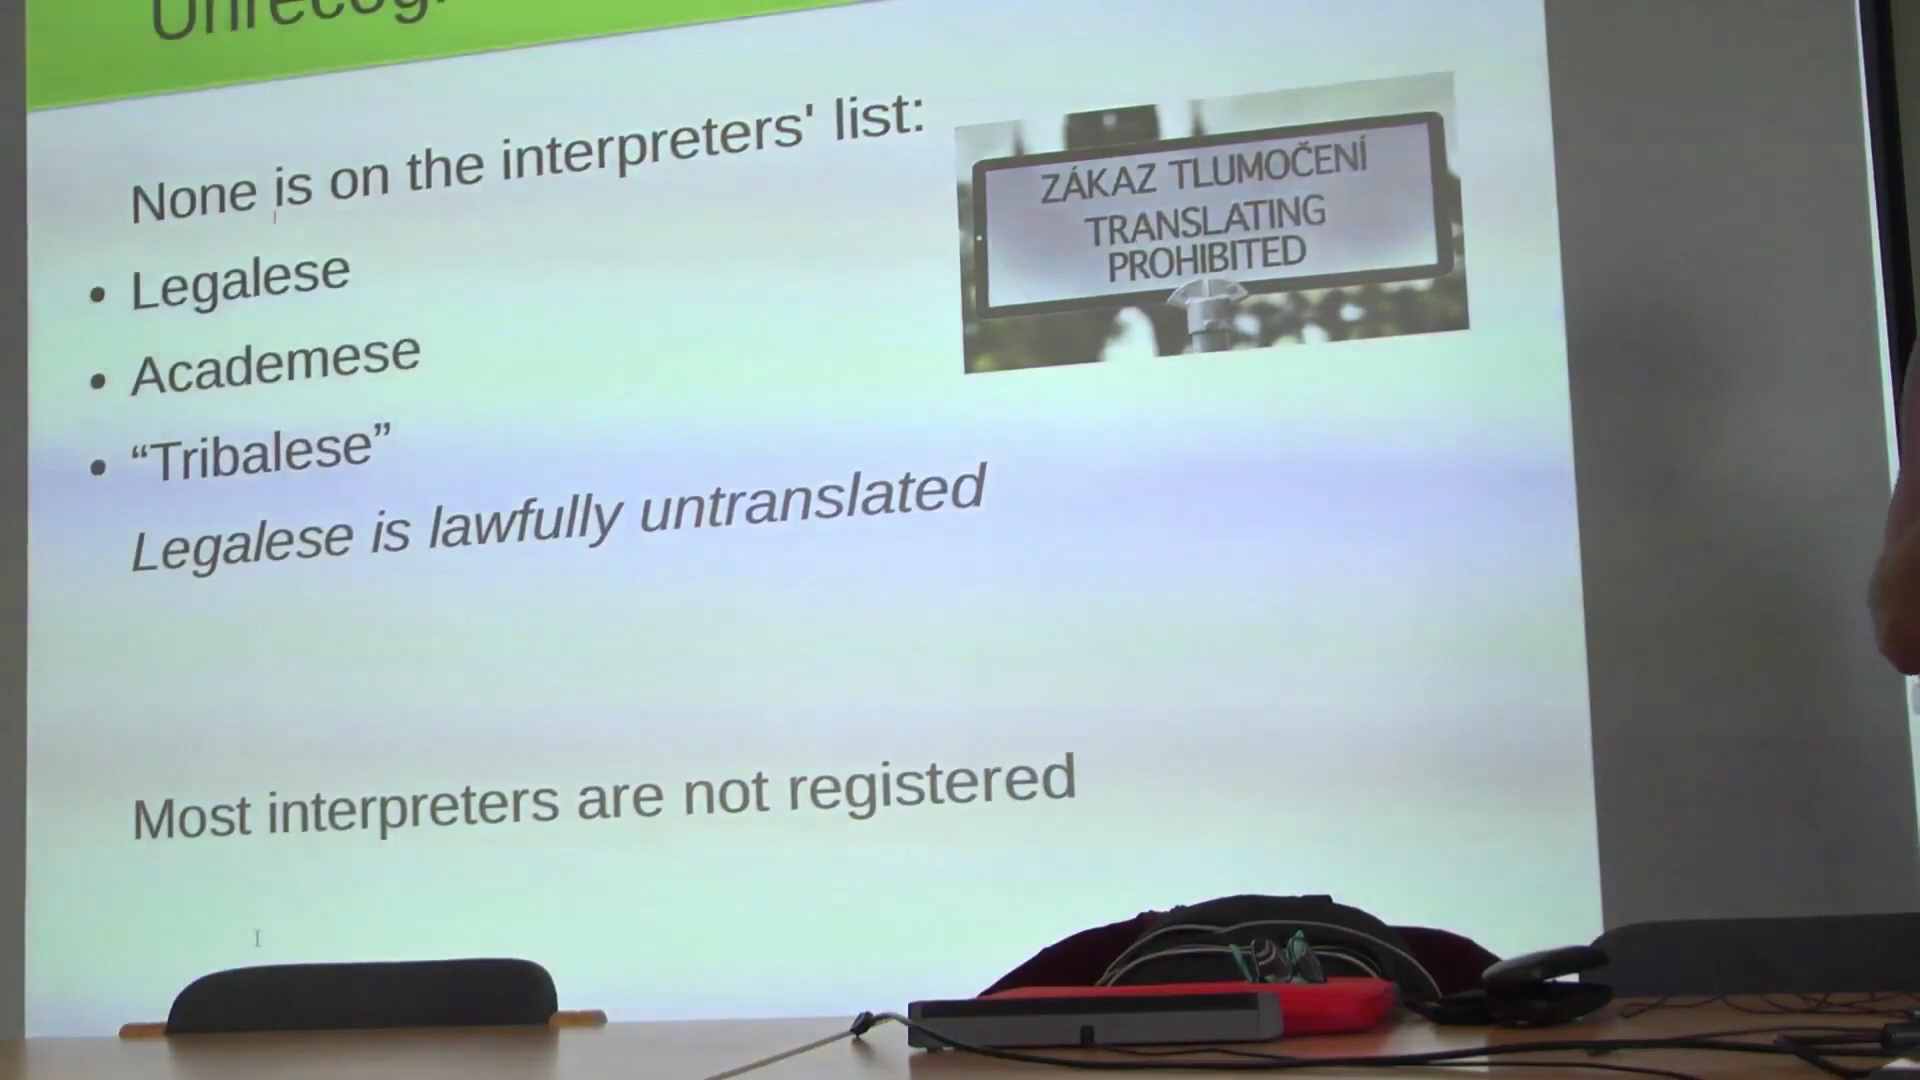 None is on the interpreters' list:
• Legalese
• Academese
• “Tribalese”
Legalese is lawfully untranslated
Most interpreters are not registered
ZÁKAZ TLUMOČENÍ
TRANSLATING
PROHIBITED